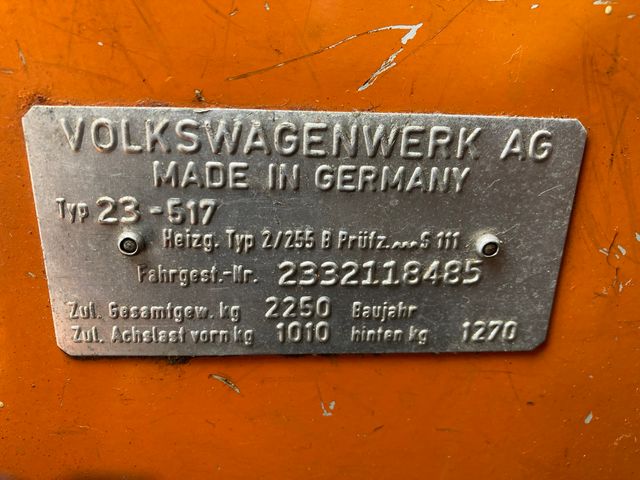 VOLKSWAGENWERK AG
MADE IN GERMANY
Typ 23-517
Heizg. Typ 2/255 B Prüfz....S 111
Fahrgest.-Nr. 2332118485
Zul. Gesamtgew. kg 2250 Baujahr
Zul. Achslast vorn kg 1010 hinten kg 1270